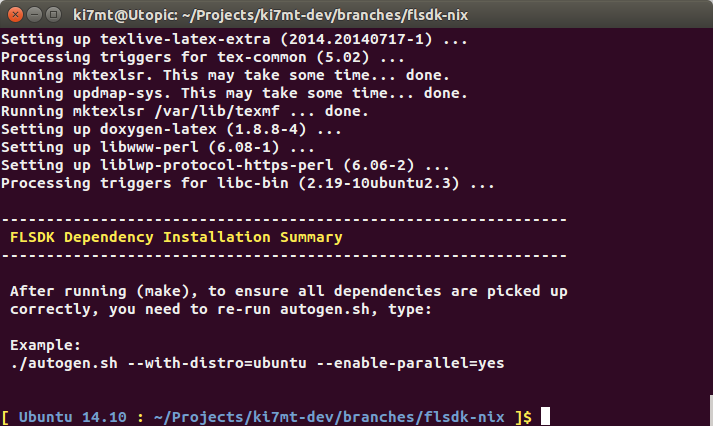 ki7mt@Utopic: ~/Projects/ki7mt-dev/branches/flsdk-nix
Setting up texlive-latex-extra (2014.20140717-1) ...
Processing triggers for tex-common (5.02) ...
Running mktexlsr. This may take some time... done.
Running updmap-sys. This may take some time... done.
Running mktexlsr /var/lib/texmf ... done.
Setting up doxygen-latex (1.8.8-4) ...
Setting up libwww-perl (6.08-1) ...
Setting up liblwp-protocol-https-perl (6.06-2) ...
Processing triggers for libc-bin (2.19-10ubuntu2.3) ...
---------------------------------------------------------------
FLSDK Dependency Installation Summary
---------------------------------------------------------------
After running (make), to ensure all dependencies are picked up
correctly, you need to re-run autogen.sh, type:
Example:
./autogen.sh --with-distro=ubuntu --enable-parallel=yes
[ Ubuntu 14.10 : ~/Projects/ki7mt-dev/branches/flsdk-nix ]$